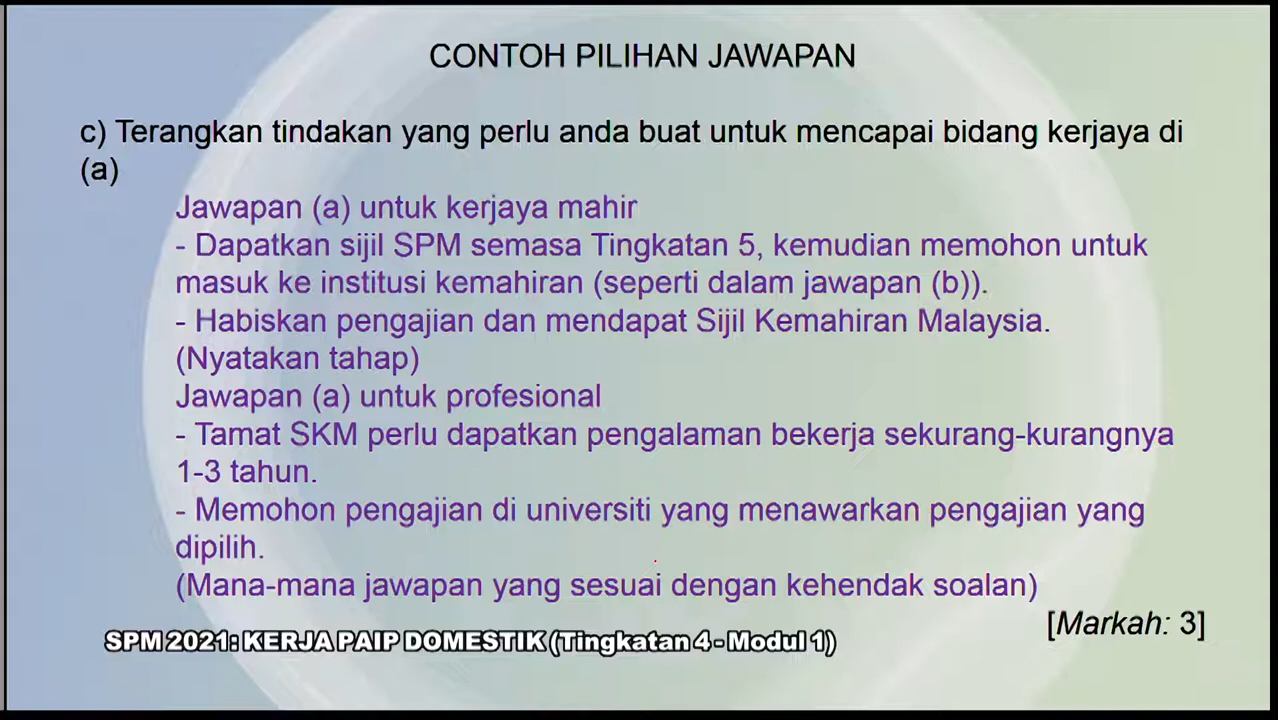 CONTOH PILIHAN JAWAPAN
c) Terangkan tindakan yang perlu anda buat untuk mencapai bidang kerjaya di
(a)
Jawapan (a) untuk kerjaya mahir
- Dapatkan sijil SPM semasa Tingkatan 5, kemudian memohon untuk
masuk ke institusi kemahiran (seperti dalam jawapan (b)).
- Habiskan pengajian dan mendapat Sijil Kemahiran Malaysia.
(Nyatakan tahap)
Jawapan (a) untuk profesional
- Tamat SKM perlu dapatkan pengalaman bekerja sekurang-kurangnya
1-3 tahun.
- Memohon pengajian di universiti yang menawarkan pengajian yang
dipilih.
(Mana-mana jawapan yang sesuai dengan kehendak soalan)
[Markah: 3]
SPM 2021: KERJA PAIP DOMESTIK (Tingkatan 4 - Modul 1)